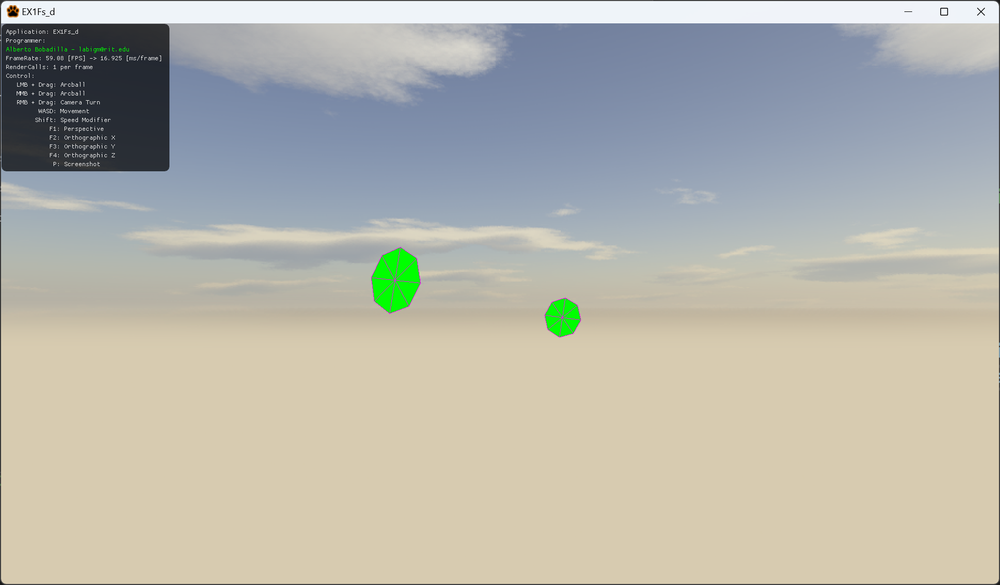 EX1Fs_d
Application: EX1Fs_d
Programmer:
Alberto Bobadilla - labigm@rit.edu
FrameRate: 59.08 [FPS] -> 16.925 [ms/frame]
RenderCalls: 1 per frame
Control:
LMB + Drag: Arcball
MMB + Drag: Arcball
RMB + Drag: Camera Turn
WASD: Movement
Shift: Speed Modifier
F1: Perspective
F2: Orthographic X
F3: Orthographic Y
F4: Orthographic Z
P: Screenshot